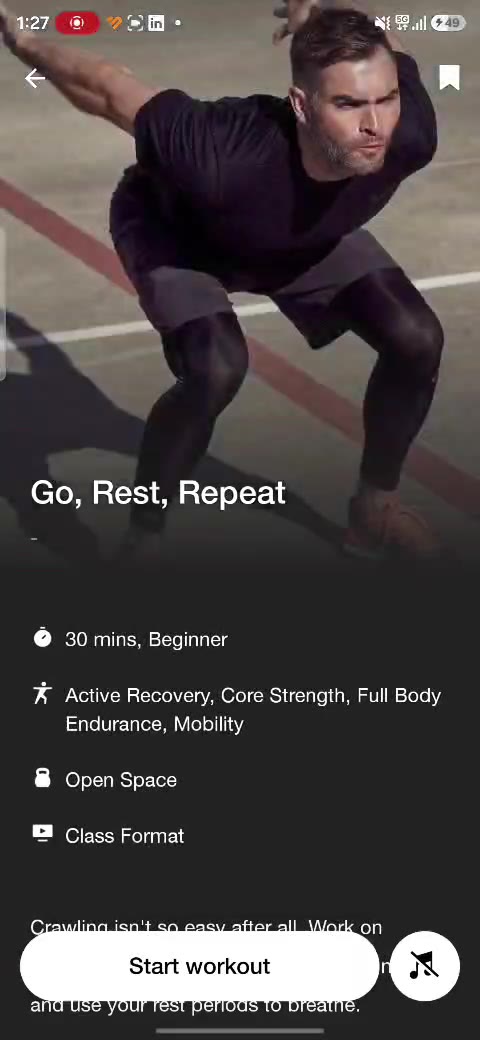 1:27
in
5G
49
Go, Rest, Repeat
-
30 mins, Beginner
Active Recovery, Core Strength, Full Body
Endurance, Mobility
Open Space
Class Format
Crawling isn't so easy after all. Work on
Start workout
and use your rest periods to breathe.